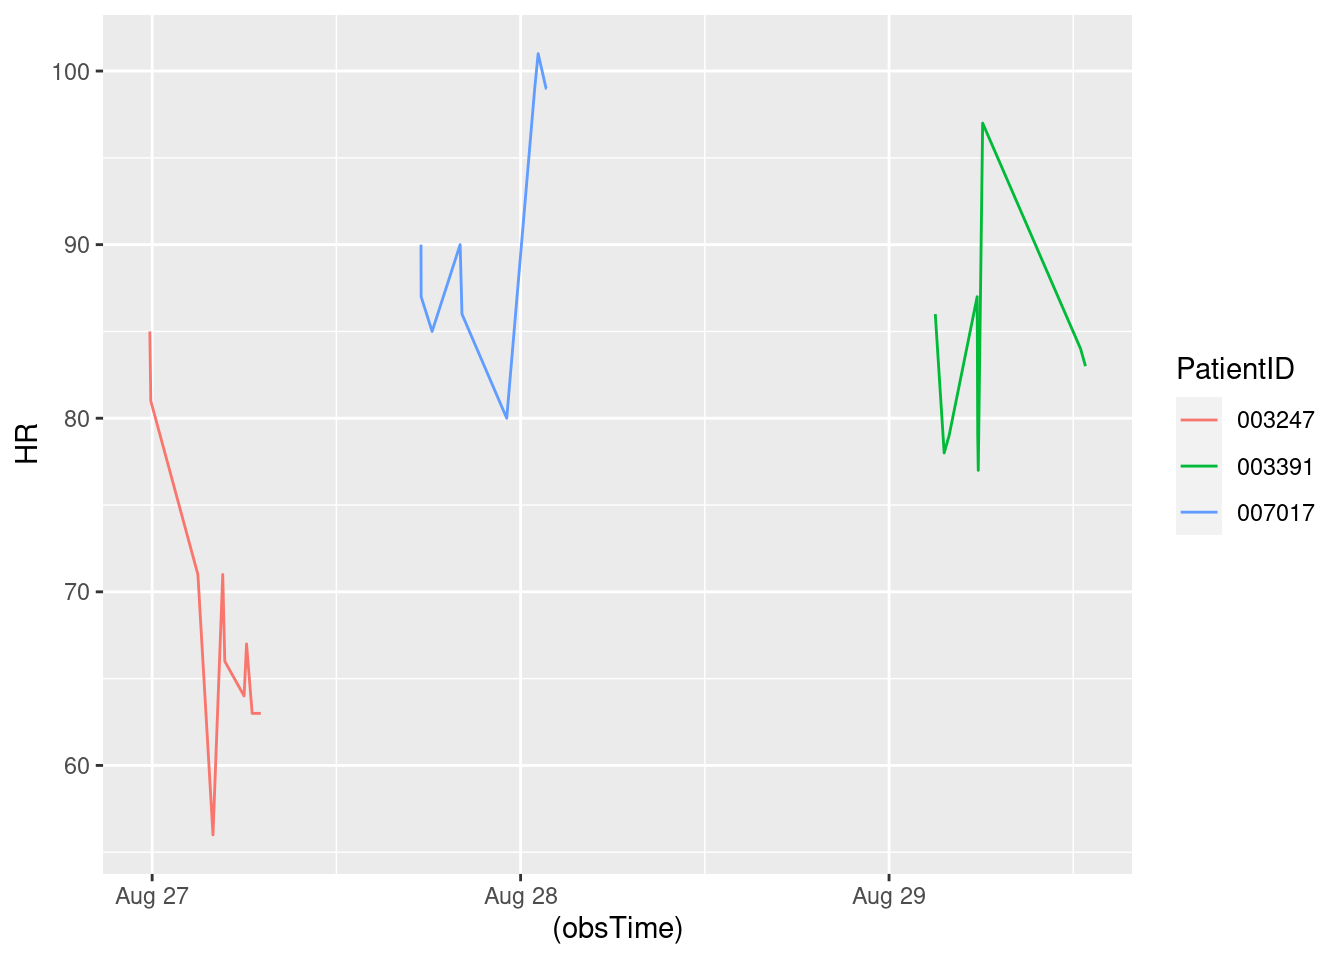 HR
100
90
80
70
60
Aug 27
Aug 28
Aug 29
(obsTime)
PatientID
003247
003391
007017